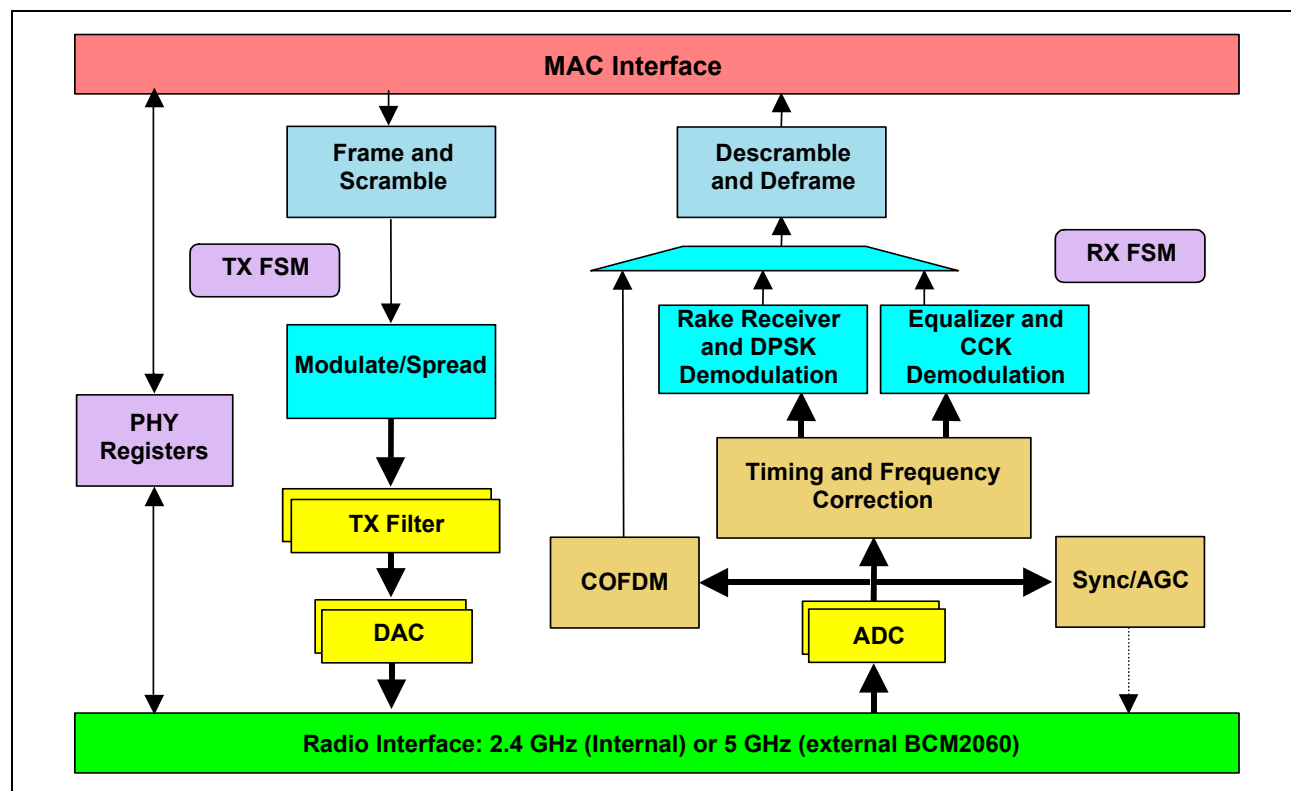 MAC Interface
Frame and
Scramble
Descramble
and Deframe
TX FSM
RX FSM
Rake Receiver
and DPSK
Demodulation
Equalizer and
CCK
Demodulation
Modulate/Spread
PHY
Registers
Timing and Frequency
Correction
TX Filter
COFDM
Sync/AGC
DAC
ADC
Radio Interface: 2.4 GHz (Internal) or 5 GHz (external BCM2060)